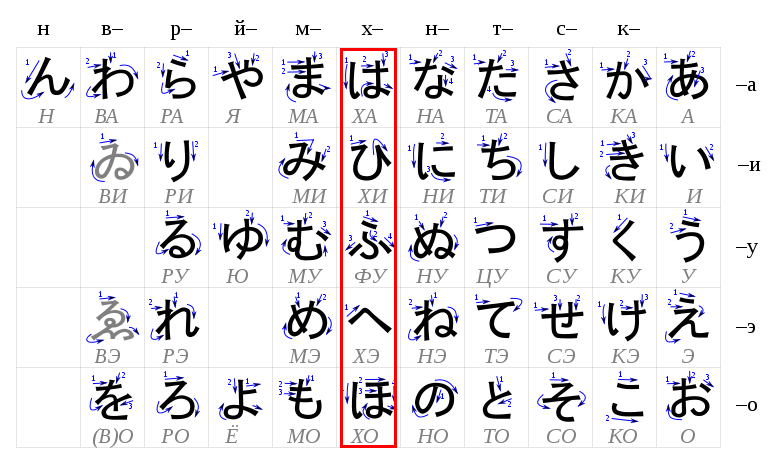 н в– р– й– м– х– н– т– с– к–
ん わ ら や ま は な た さ か あ –а
Н ВА РА Я МА ХА НА ТА СА КА А
ゐ り み ひ に ち し き い –и
ВИ РИ МИ ХИ НИ ТИ СИ КИ И
る ゆ む ふ ぬ つ す く う –у
РУ Ю МУ ФУ НУ ЦУ СУ КУ У
ゑ れ め へ ね て せ け え –э
ВЭ РЭ МЭ ХЭ НЭ ТЭ СЭ КЭ Э
を ろ よ も ほ の と そ こ お –о
(В)О РО Ё МО ХО НО ТО СО КО О